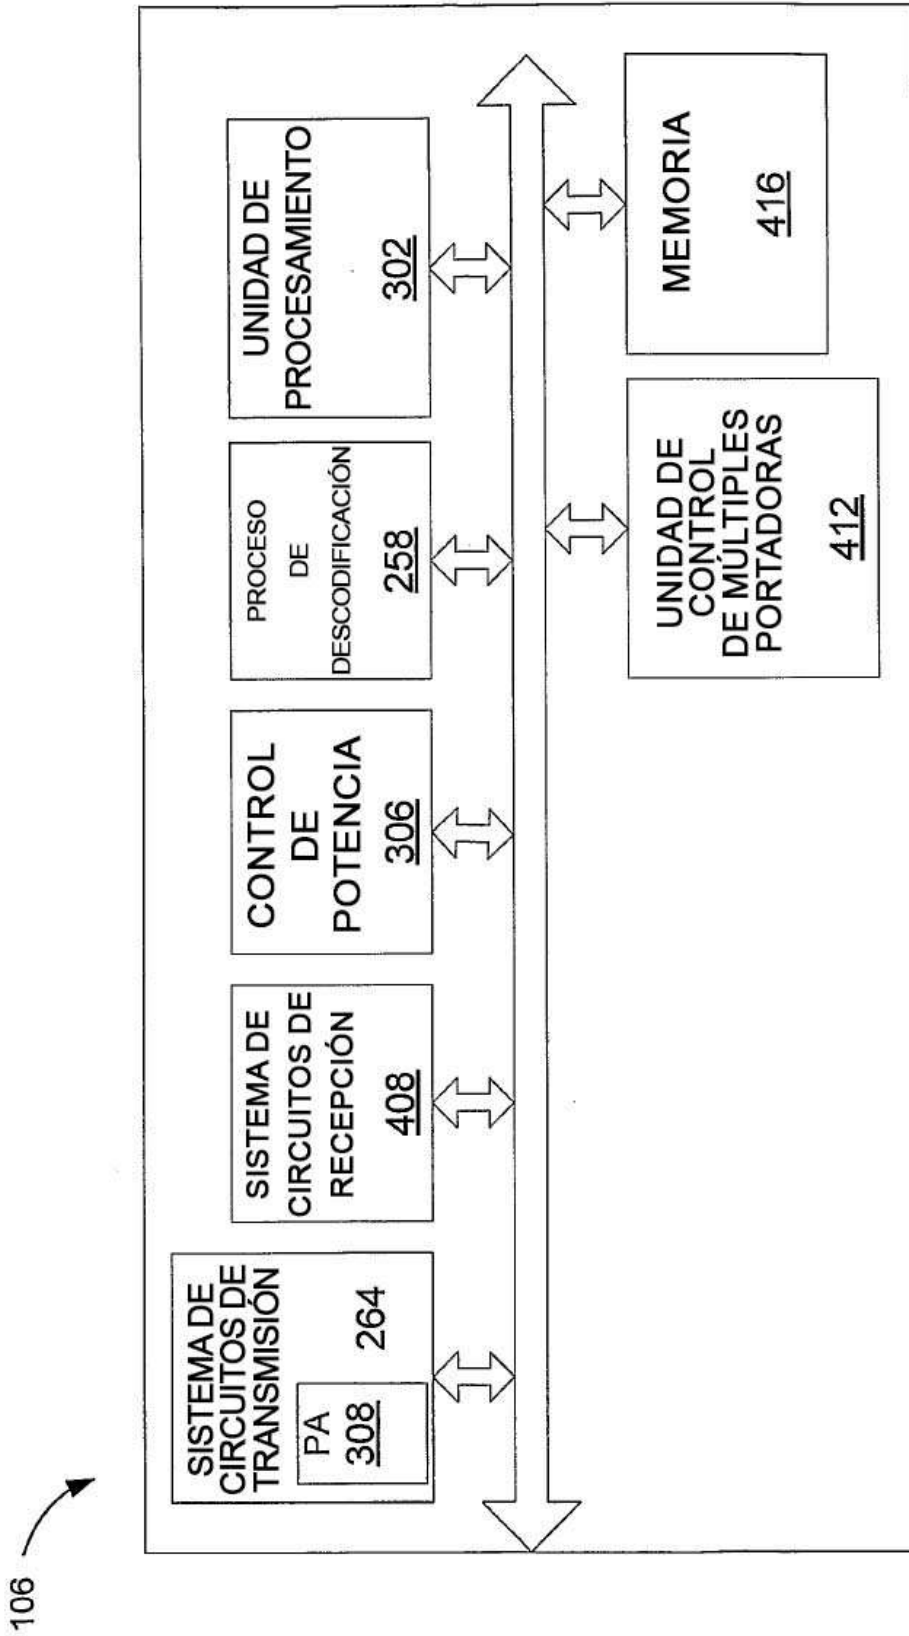 106
SISTEMA DE
CIRCUITOS DE
TRANSMISIÓN
264
PA
308
SISTEMA DE
CIRCUITOS DE
RECEPCIÓN
408
CONTROL
DE
POTENCIA
306
PROCESO
DE
DESCODIFICACIÓN
258
UNIDAD DE
PROCESAMIENTO
302
UNIDAD DE
CONTROL
DE MÚLTIPLES
PORTADORAS
412
MEMORIA
416